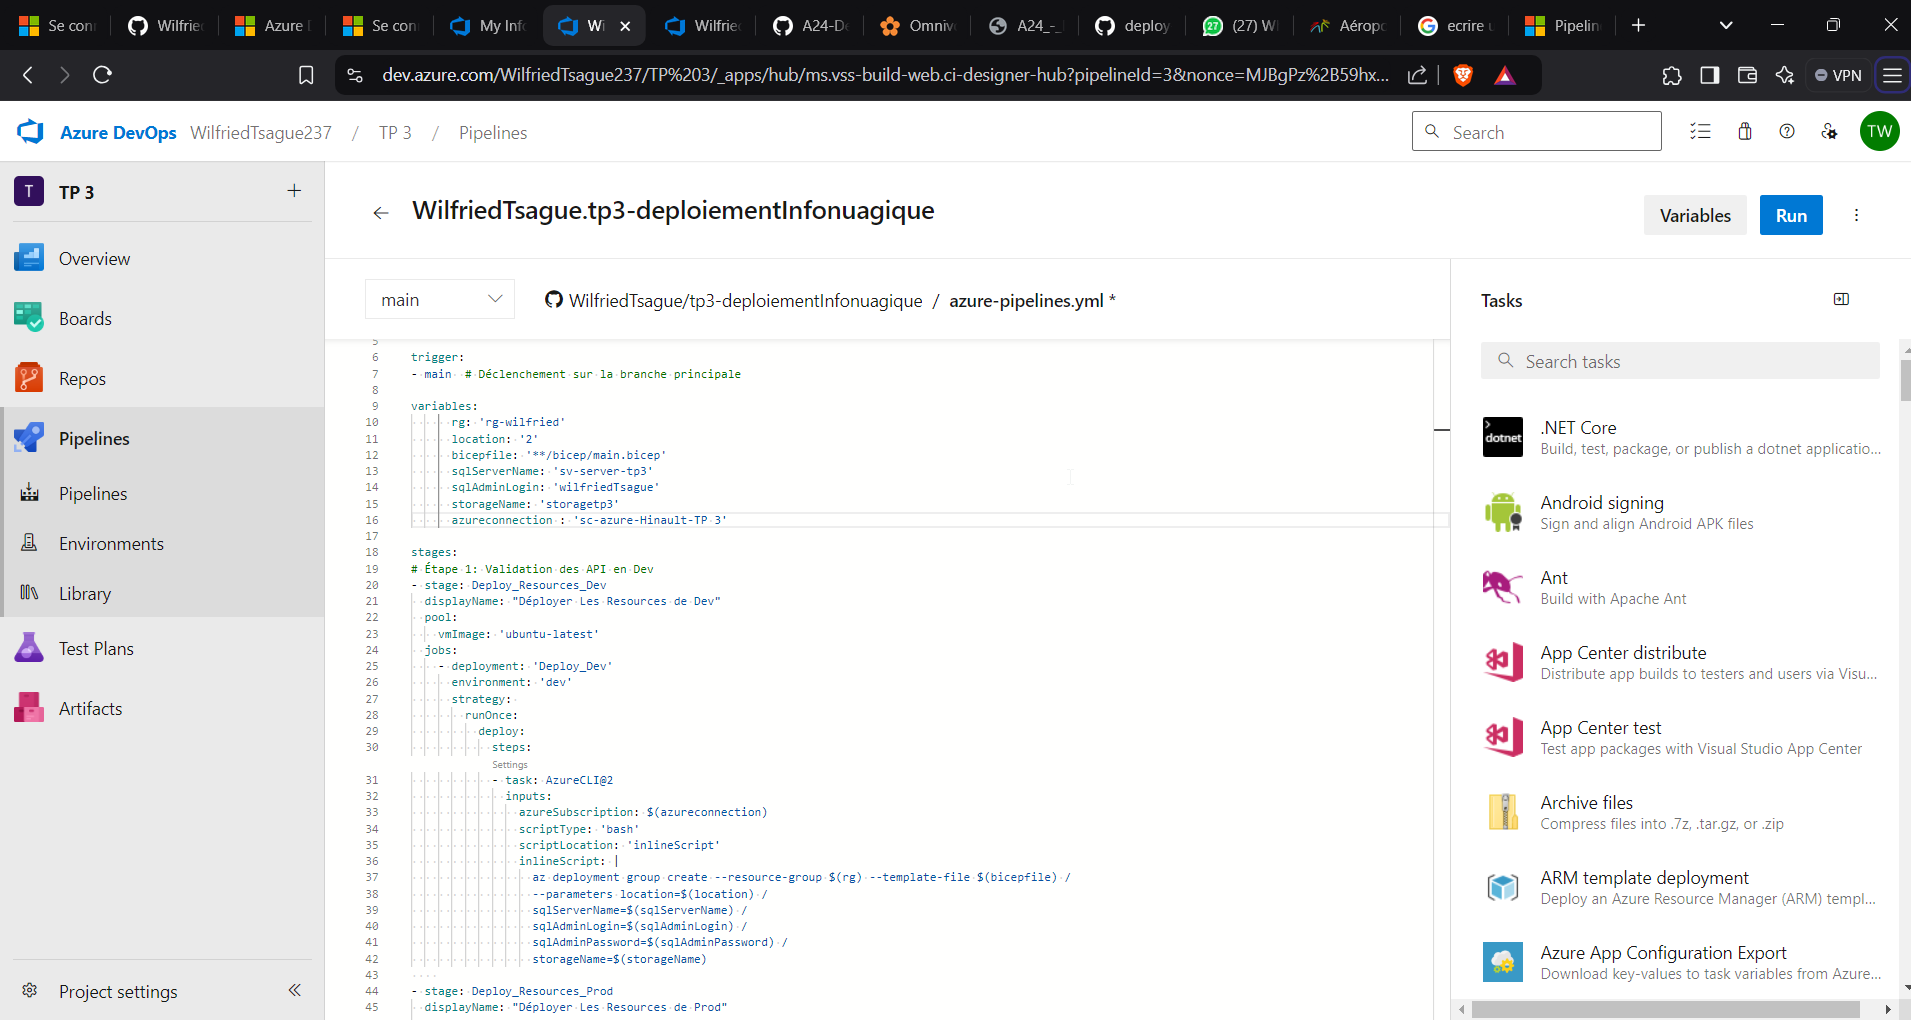 Se con
Wilfrie
Azure D
Se con
My Info
Wi
Wilfrie
A24-De
Omniv
A24_-_
deploy
27
(27) W
Aéropo
ecrire u
Pipelin
dev.azure.com/WilfriedTsague237/TP%203/_apps/hub/ms.vss-build-web.ci-designer-hub?pipelineId=3&nonce=MJBgPz%2B59hx...
VPN
Azure DevOps WilfriedTsague237 / TP 3 / Pipelines
Search
TW
T TP 3
Overview
Boards
Repos
Pipelines
Pipelines
Environments
Library
Test Plans
Artifacts
Project settings
WilfriedTsague.tp3-deploiementInfonuagique
Variables
Run
main
WilfriedTsague/tp3-deploiementInfonuagique / azure-pipelines.yml *
5
6 trigger:
7 - main # Déclenchement sur la branche principale
8
9 variables:
10 rg: 'rg-wilfried'
11 location: '2'
12 bicepfile: '**/bicep/main.bicep'
13 sqlServerName: 'sv-server-tp3'
14 sqlAdminLogin: 'wilfriedTsague'
15 storageName: 'storagetp3'
16 azureconnection : 'sc-azure-Hinault-TP 3'
17
18 stages:
19 # Étape 1: Validation des API en Dev
20 - stage: Deploy_Resources_Dev
21 displayName: "Déployer Les Resources de Dev"
22 pool:
23 vmImage: 'ubuntu-latest'
24 jobs:
25 - deployment: 'Deploy_Dev'
26 environment: 'dev'
27 strategy:
28 runOnce:
29 deploy:
30 steps:
Settings
31 - task: AzureCLI@2
32 inputs:
33 azureSubscription: $(azureconnection)
34 scriptType: 'bash'
35 scriptLocation: 'inlineScript'
36 inlineScript: |
37 az deployment group create --resource-group $(rg) --template-file $(bicepfile) /
38 --parameters location=$(location) /
39 sqlServerName=$(sqlServerName) /
40 sqlAdminLogin=$(sqlAdminLogin) /
41 sqlAdminPassword=$(sqlAdminPassword) /
42 storageName=$(storageName)
43
44 - stage: Deploy_Resources_Prod
45 displayName: "Déployer Les Resources de Prod"
Tasks
Search tasks
dotnet
.NET Core
Build, test, package, or publish a dotnet applicatio...
Android signing
Sign and align Android APK files
Ant
Build with Apache Ant
App Center distribute
Distribute app builds to testers and users via Visu...
App Center test
Test app packages with Visual Studio App Center
Archive files
Compress files into .7z, .tar.gz, or .zip
ARM template deployment
Deploy an Azure Resource Manager (ARM) templ...
Azure App Configuration Export
Download key-values to task variables from Azure...